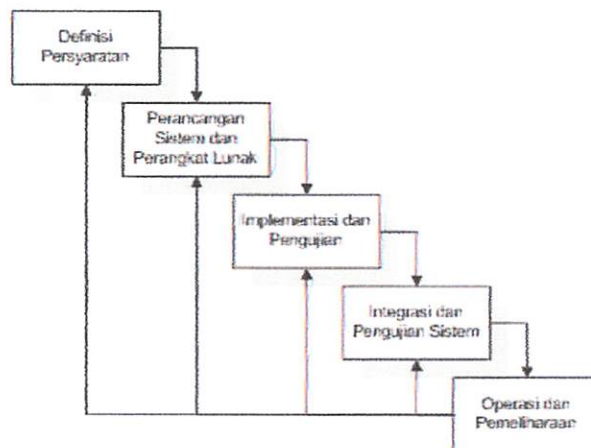 Definisi
Persyaratan
Perancangan
Sistem dan
Perangkat Lunak
Implementasi dan
Pengujian
Integrasi dan
Pengujian Sistem
Operasi dan
Pemeliharaan